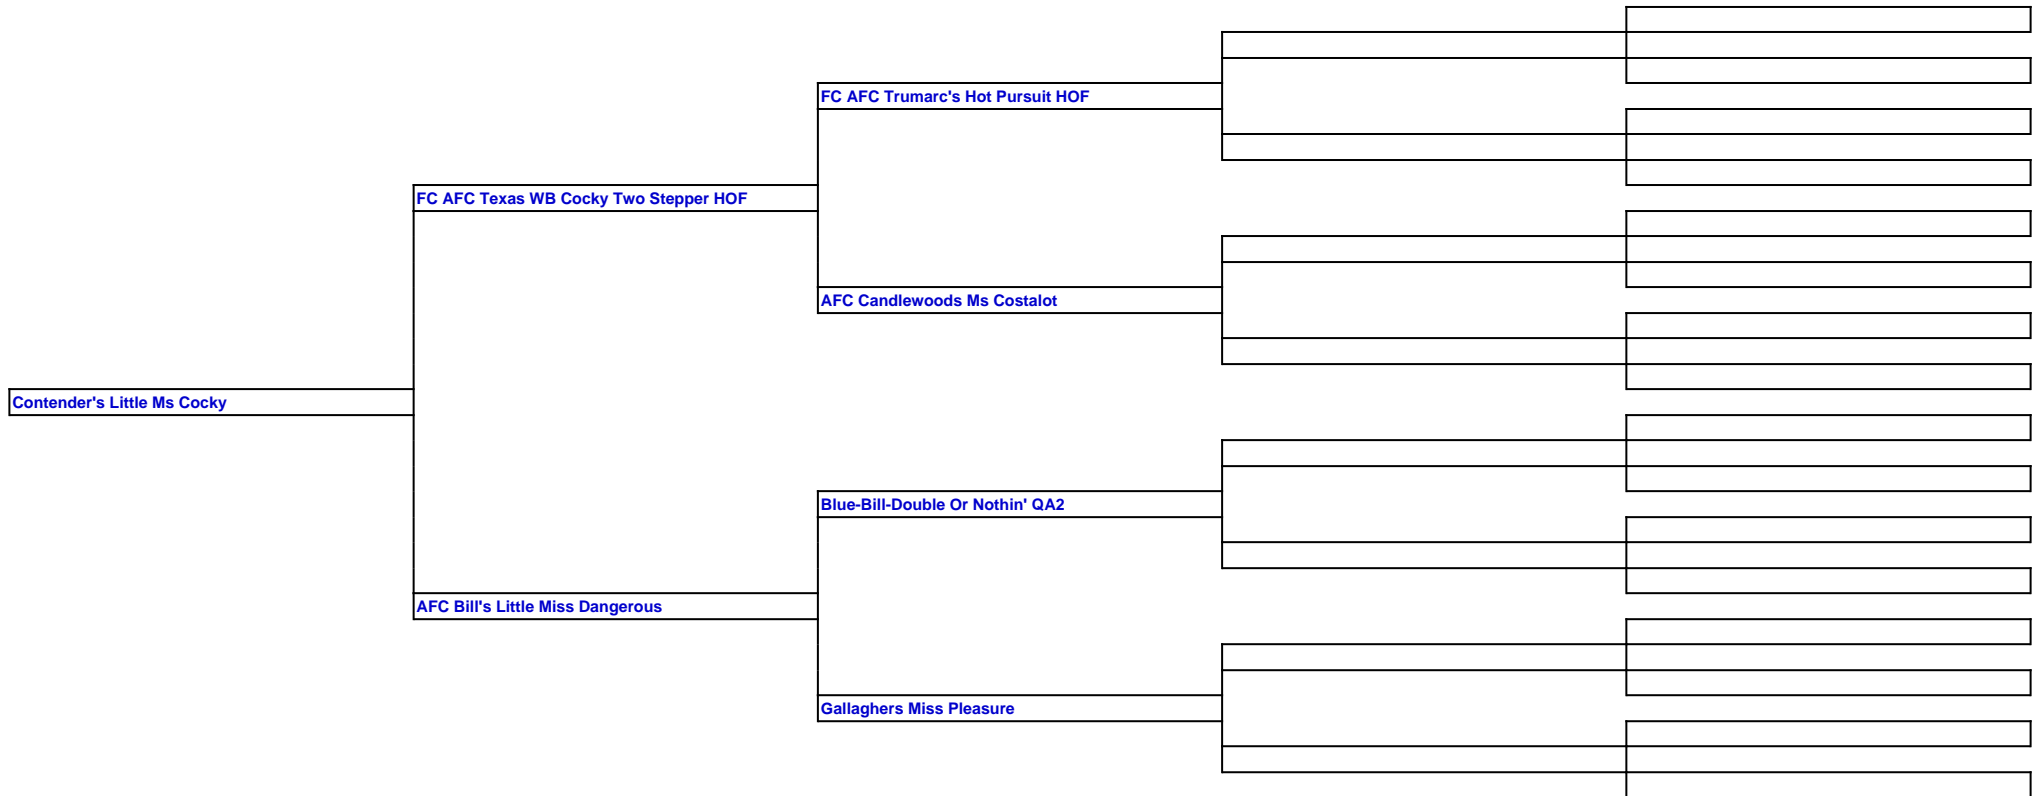 FC AFC Trumarc's Hot Pursuit HOF
FC AFC Texas WB Cocky Two Stepper HOF
AFC Candlewoods Ms Costalot
Contender's Little Ms Cocky
Blue-Bill-Double Or Nothin' QA2
AFC Bill's Little Miss Dangerous
Gallaghers Miss Pleasure